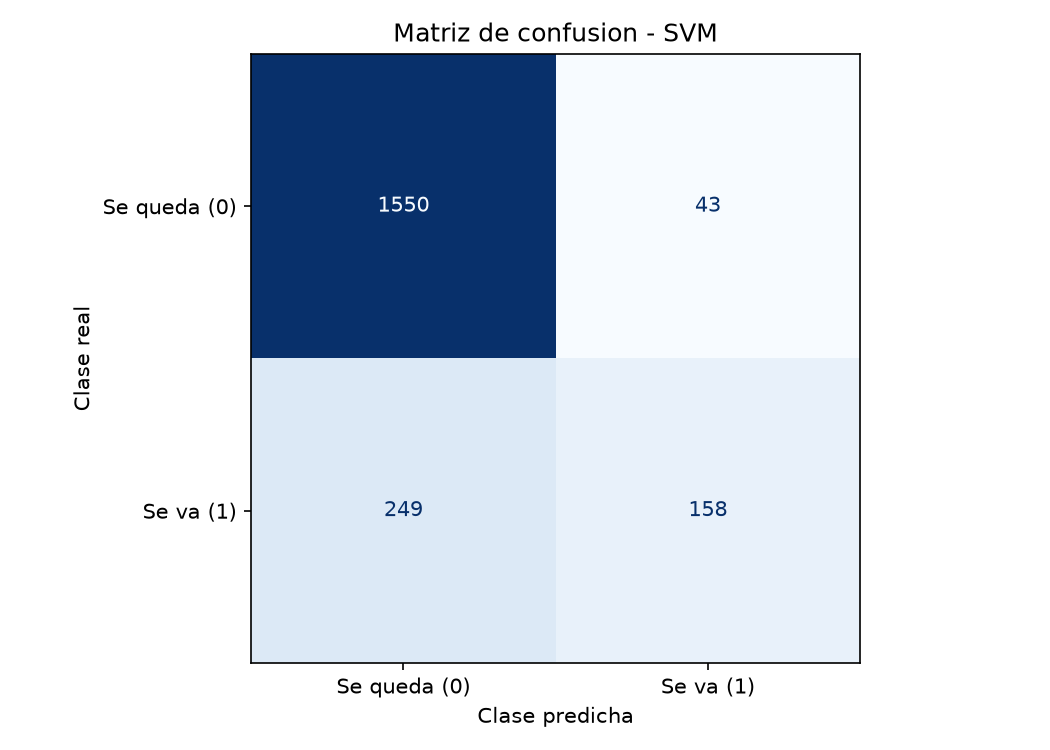 Matriz de confusion - SVM
Se queda (0)
1550
43
Clase real
Se va (1)
249
158
Se queda (0)
Se va (1)
Clase predicha